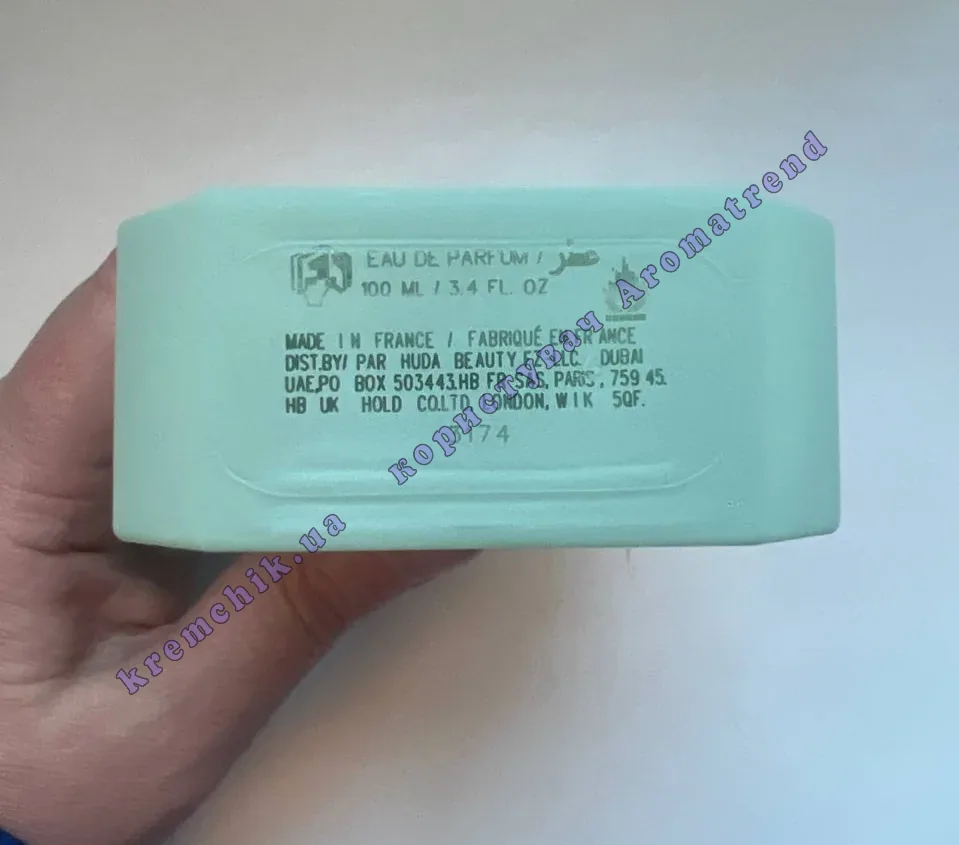 EAU DE PARFUM / عطر
100 ML / 3.4 FL. OZ
MADE IN FRANCE / FABRIQUÉ EN FRANCE
DIST.BY/ PAR HUDA BEAUTY FZ LLC. DUBAI
UAE,PO BOX 503443.HB FR SAS, PARIS, 759 45.
HB UK HOLD CO.LTD LONDON, W1K 5QF.
3174
kremchik.ua користувач Aromatrend